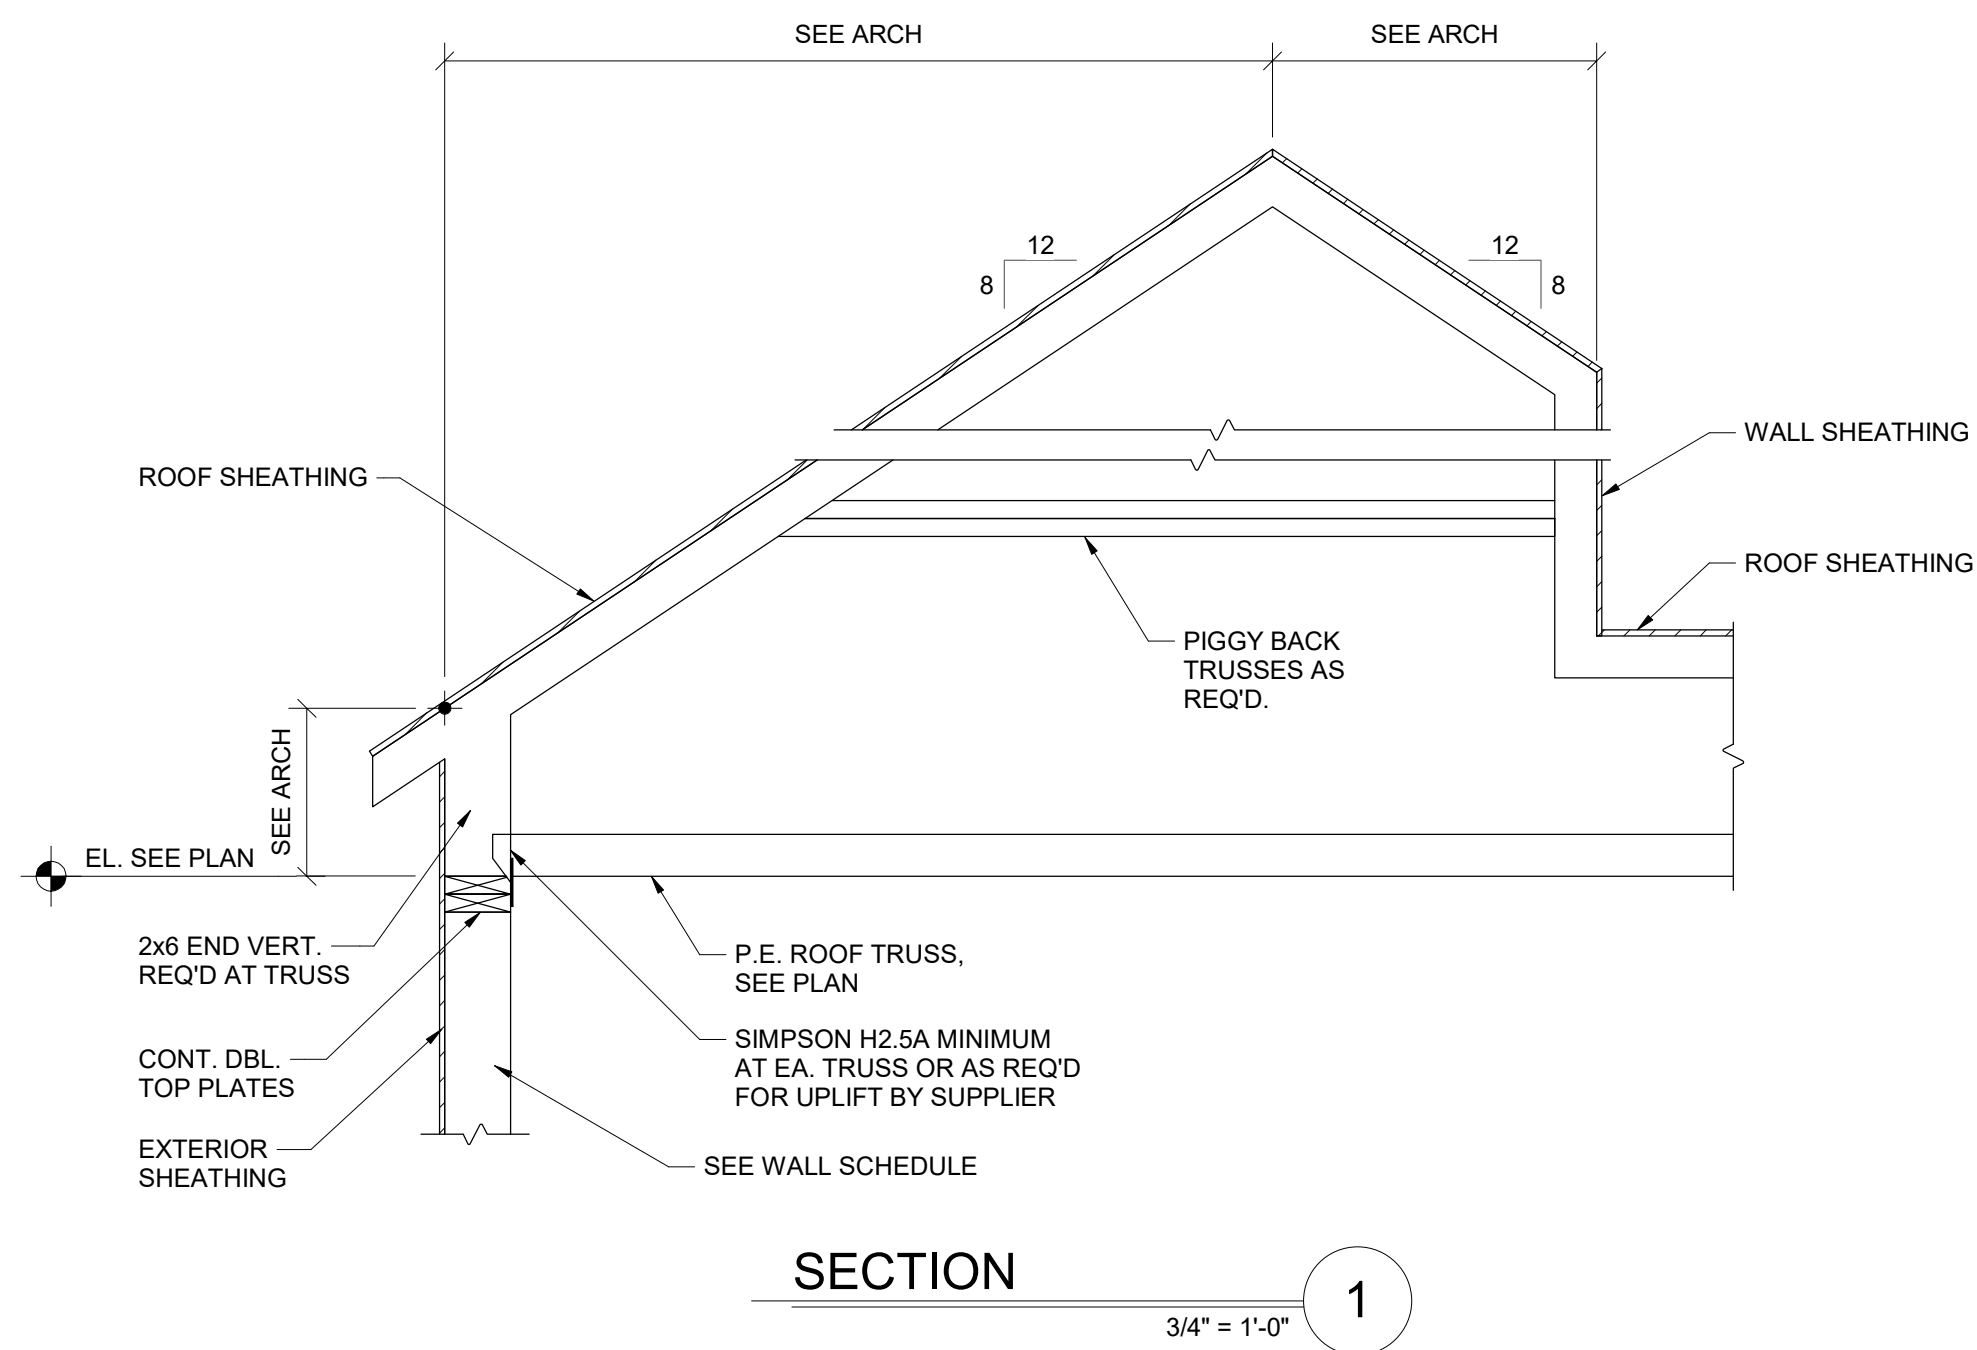 SEE ARCH
SEE ARCH
12
8
12
8
WALL SHEATHING
ROOF SHEATHING
ROOF SHEATHING
PIGGY BACK
TRUSSES AS
REQ'D.
SEE ARCH
EL. SEE PLAN
2x6 END VERT.
REQ'D AT TRUSS
P.E. ROOF TRUSS,
SEE PLAN
CONT. DBL.
TOP PLATES
SIMPSON H2.5A MINIMUM
AT EA. TRUSS OR AS REQ'D
FOR UPLIFT BY SUPPLIER
EXTERIOR
SHEATHING
SEE WALL SCHEDULE
SECTION
1
3/4" = 1'-0"